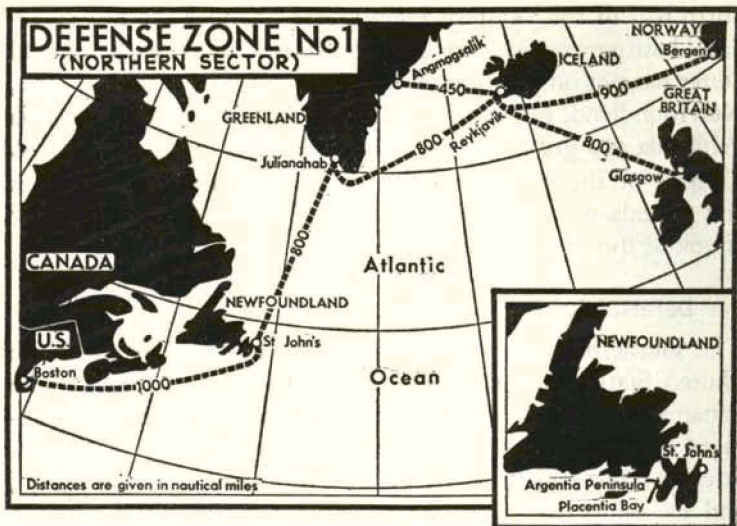 DEFENSE ZONE No1
(NORTHERN SECTOR)
NORWAY
Bergen
ICELAND
Angmagsalik
450
900
GREAT
BRITAIN
GREENLAND
Reykjavik
800
800
Julianahab
Glasgow
800
Atlantic
CANADA
NEWFOUNDLAND
U.S.
St. John's
Boston
1000
Ocean
Distances are given in nautical miles
NEWFOUNDLAND
St. John's
Argentia Peninsula
Placentia Bay